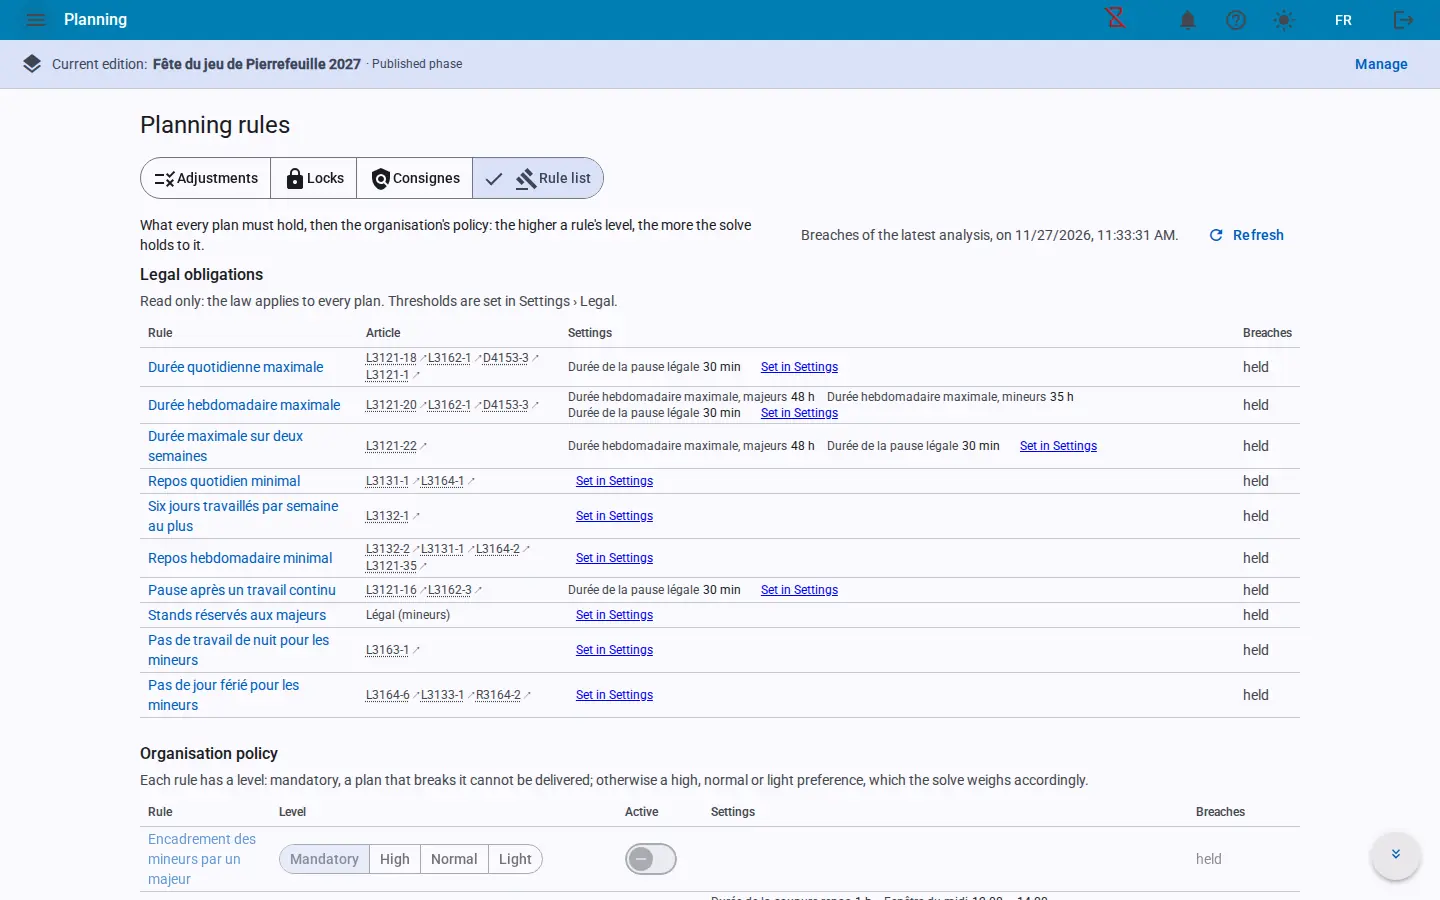 Planning
FR
Current edition: Fête du jeu de Pierrefeuille 2027 · Published phase
Manage
Planning rules
Adjustments
Locks
Consignes
Rule list
What every plan must hold, then the organisation's policy: the higher a rule's level, the more the solve
holds to it.
Breaches of the latest analysis, on 11/27/2026, 11:33:31 AM.
Refresh
Legal obligations
Read only: the law applies to every plan. Thresholds are set in Settings › Legal.
Rule Article Settings Breaches
Durée quotidienne maximale
L3121-18 ↗ L3162-1 ↗ D4153-3 ↗
L3121-1 ↗
Durée de la pause légale 30 min Set in Settings
held
Durée hebdomadaire maximale
L3121-20 ↗ L3162-1 ↗ D4153-3 ↗
Durée hebdomadaire maximale, majeurs 48 h Durée hebdomadaire maximale, mineurs 35 h
Durée de la pause légale 30 min Set in Settings
held
Durée maximale sur deux
semaines
L3121-22 ↗
Durée hebdomadaire maximale, majeurs 48 h Durée de la pause légale 30 min Set in Settings
held
Repos quotidien minimal
L3131-1 ↗ L3164-1 ↗
Set in Settings
held
Six jours travaillés par semaine
au plus
L3132-1 ↗
Set in Settings
held
Repos hebdomadaire minimal
L3132-2 ↗ L3131-1 ↗ L3164-2 ↗
L3121-35 ↗
Set in Settings
held
Pause après un travail continu
L3121-16 ↗ L3162-3 ↗
Durée de la pause légale 30 min Set in Settings
held
Stands réservés aux majeurs
Légal (mineurs)
Set in Settings
held
Pas de travail de nuit pour les
mineurs
L3163-1 ↗
Set in Settings
held
Pas de jour férié pour les
mineurs
L3164-6 ↗ L3133-1 ↗ R3164-2 ↗
Set in Settings
held
Organisation policy
Each rule has a level: mandatory, a plan that breaks it cannot be delivered; otherwise a high, normal or light preference, which the solve weighs accordingly.
Rule Level Active Settings Breaches
Encadrement des
mineurs par un
majeur
Mandatory High Normal Light
held